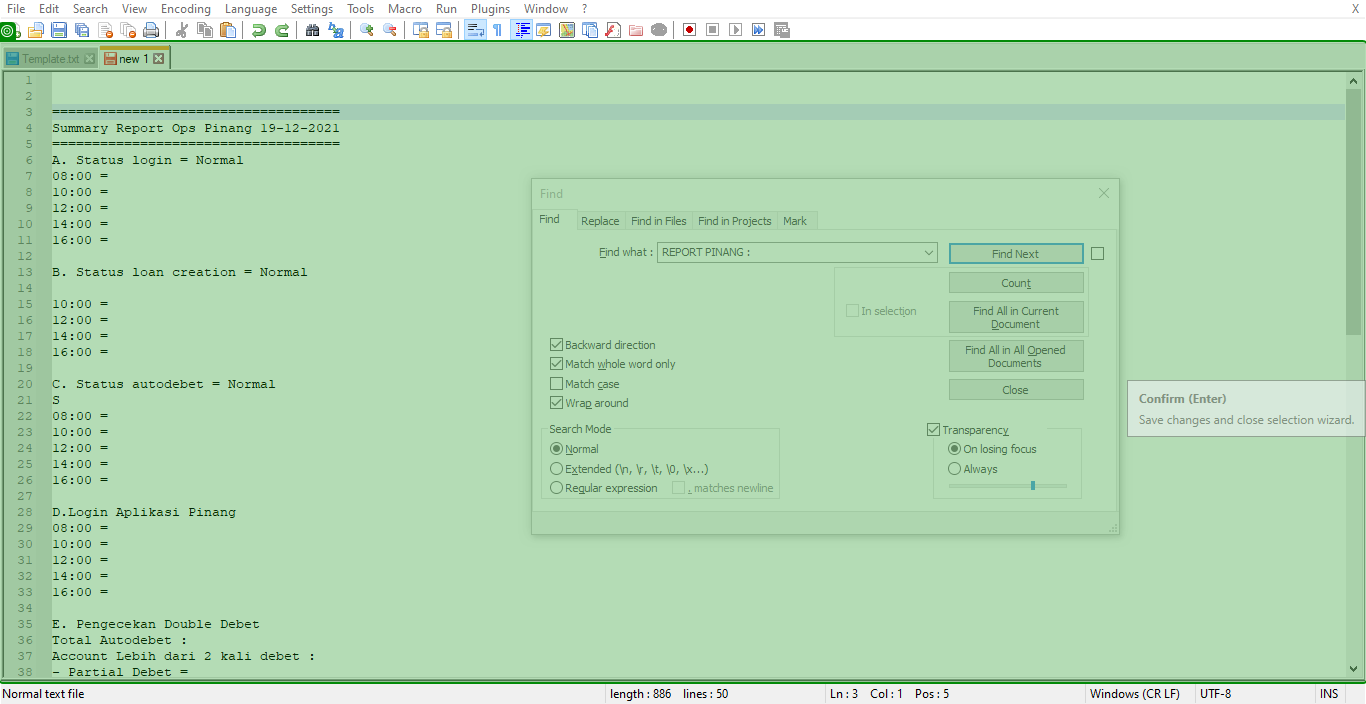 File Edit Search View Encoding Language Settings Tools Macro Run Plugins Window ? X
Template.txt new 1
1
2
3 ====================================
4 Summary Report Ops Pinang 19-12-2021
5 ====================================
6 A. Status login = Normal
7 08:00 =
8 10:00 =
9 12:00 =
10 14:00 =
11 16:00 =
12
13 B. Status loan creation = Normal
14
15 10:00 =
16 12:00 =
17 14:00 =
18 16:00 =
19
20 C. Status autodebet = Normal
21 S
22 08:00 =
23 10:00 =
24 12:00 =
25 14:00 =
26 16:00 =
27
28 D.Login Aplikasi Pinang
29 08:00 =
30 10:00 =
31 12:00 =
32 14:00 =
33 16:00 =
34
35 E. Pengecekan Double Debet
36 Total Autodebet :
37 Account Lebih dari 2 kali debet :
38 - Partial Debet =
Find
Find Replace Find in Files Find in Projects Mark
Find what : REPORT PINANG :
Find Next
Count
In selection
Find All in Current
Document
Find All in All Opened
Documents
Close
Backward direction
Match whole word only
Match case
Wrap around
Search Mode
Normal
Extended (\n, \r, \t, \0, \x...)
Regular expression . matches newline
Transparency
On losing focus
Always
Confirm (Enter)
Save changes and close selection wizard.
Normal text file length : 886 lines : 50 Ln : 3 Col : 1 Pos : 5 Windows (CR LF) UTF-8 INS